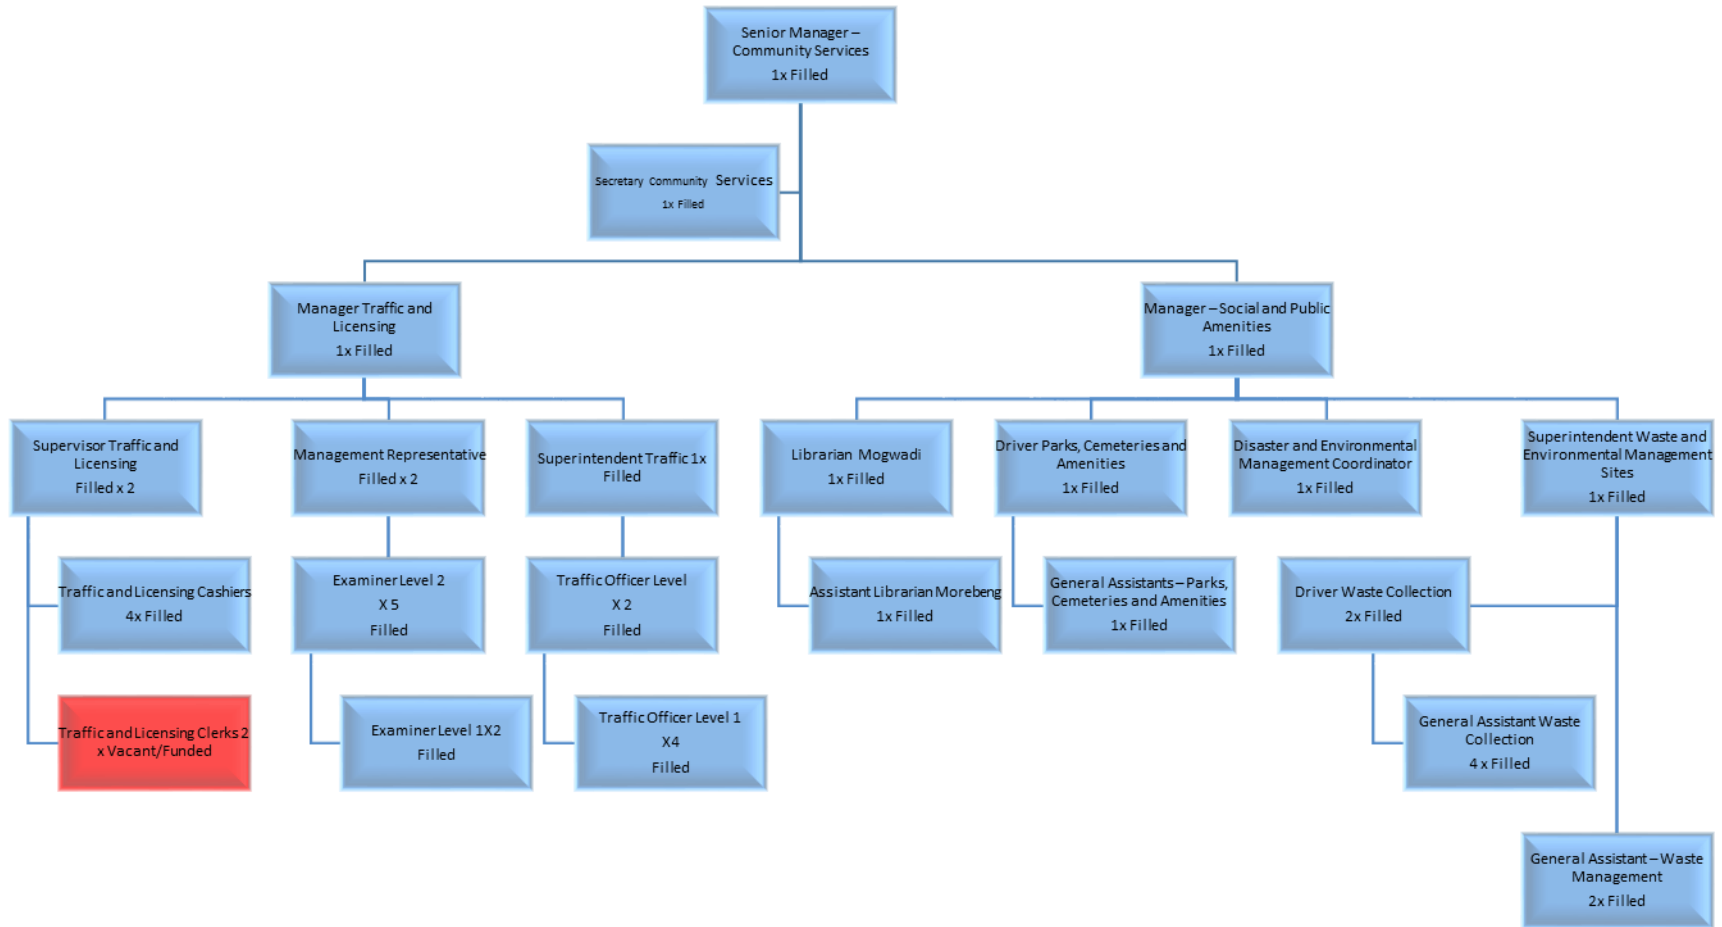 Senior Manager –
Community Services
1x Filled
Secretary Community Services
1x Filled
Manager Traffic and
Licensing
1x Filled
Manager – Social and Public
Amenities
1x Filled
Supervisor Traffic and
Licensing
Filled x 2
Management Representative
Filled x 2
Superintendent Traffic 1x
Filled
Librarian Mogwadi
1x Filled
Driver Parks, Cemeteries and
Amenities
1x Filled
Disaster and Environmental
Management Coordinator
1x Filled
Superintendent Waste and
Environmental Management
Sites
1x Filled
Traffic and Licensing Cashiers
4x Filled
Examiner Level 2
X 5
Filled
Traffic Officer Level
X 2
Filled
Assistant Librarian Morebeng
1x Filled
General Assistants – Parks,
Cemeteries and Amenities
1x Filled
Driver Waste Collection
2x Filled
Traffic and Licensing Clerks 2
x Vacant/Funded
Examiner Level 1X2
Filled
Traffic Officer Level 1
X4
Filled
General Assistant Waste
Collection
4 x Filled
General Assistant – Waste
Management
2x Filled